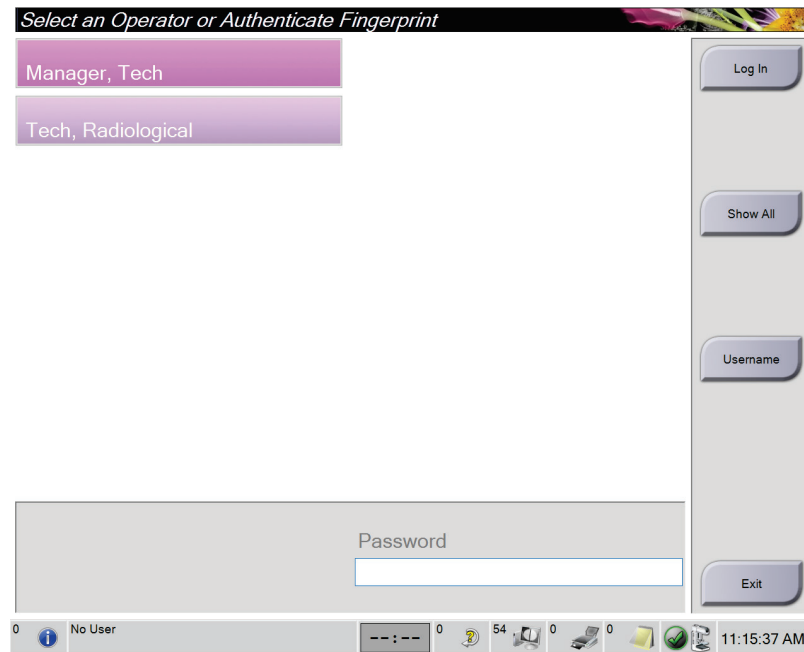 Select an Operator or Authenticate Fingerprint
Manager, Tech
Tech, Radiological
Log In
Show All
Username
Password
Exit
0 No User --:-- 0 54 0 0 11:15:37 AM